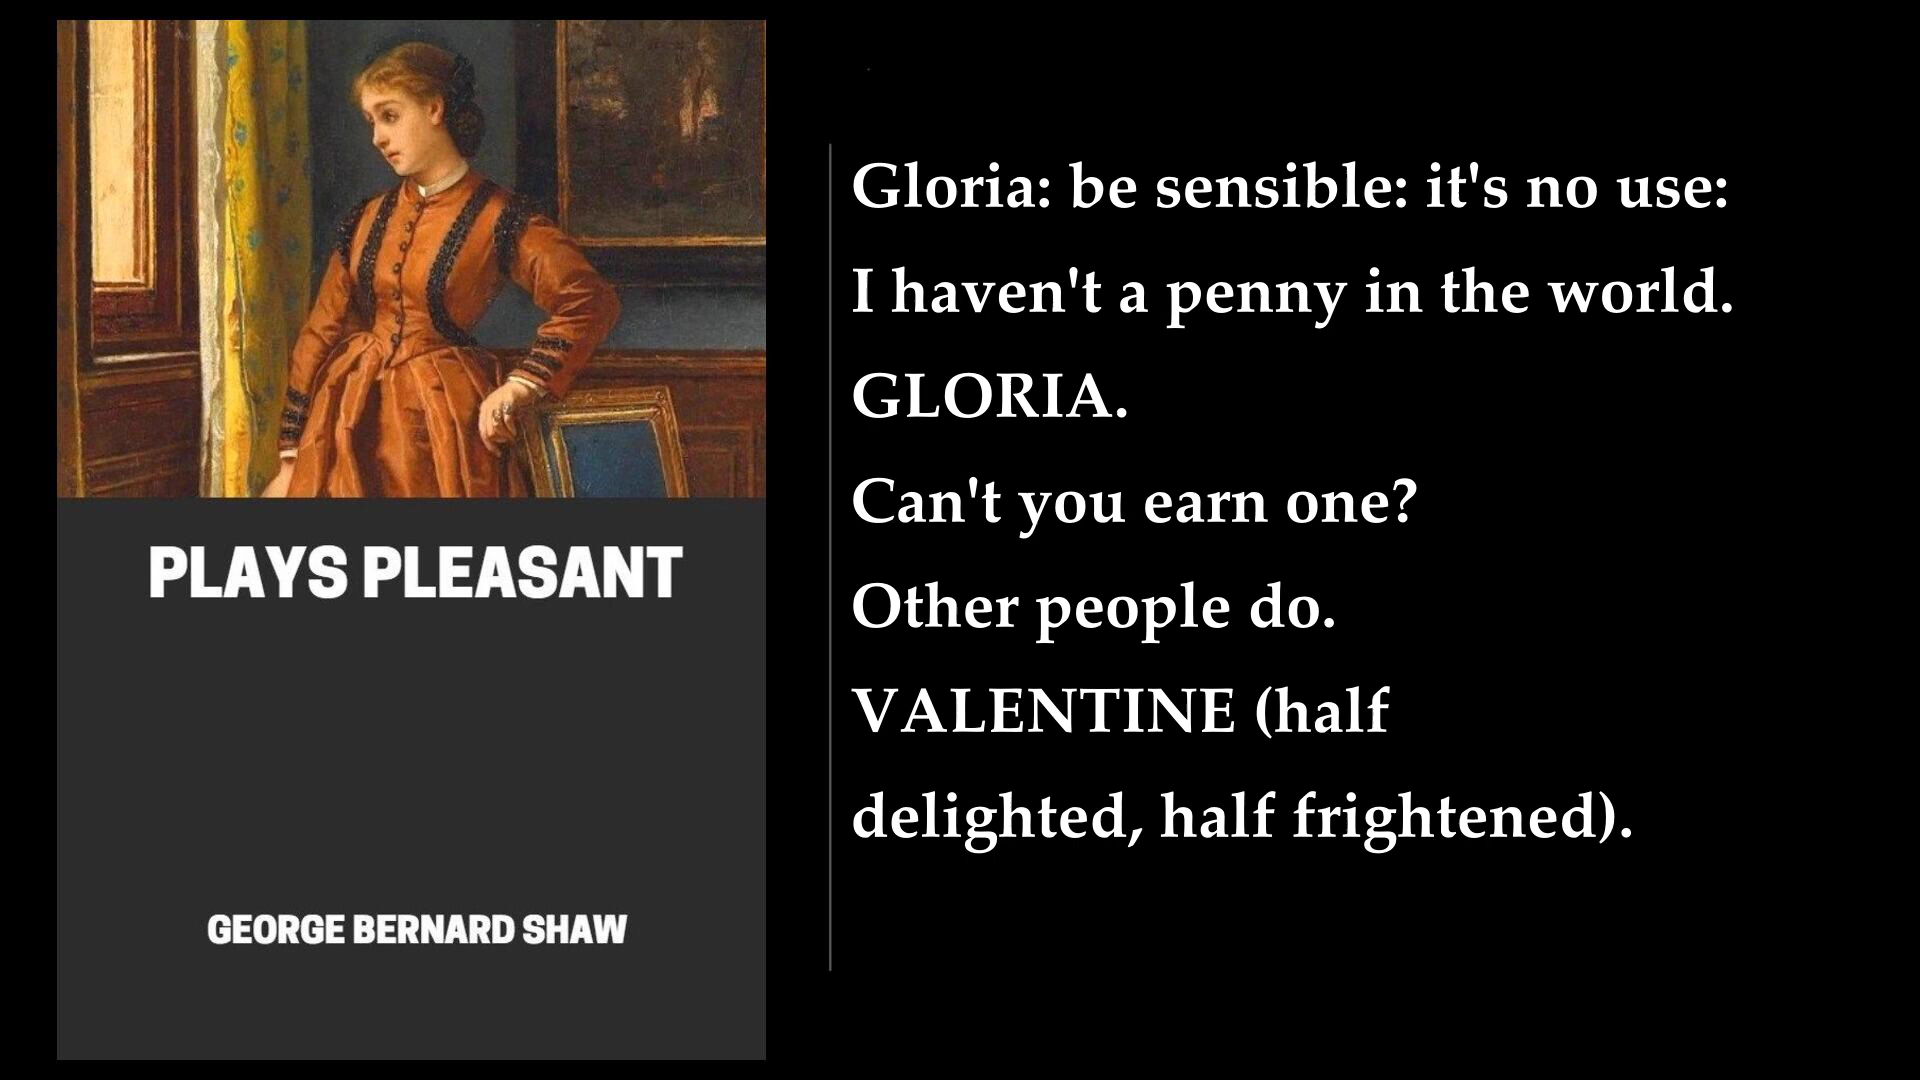 PLAYS PLEASANT
GEORGE BERNARD SHAW
Gloria: be sensible: it's no use:
I haven't a penny in the world.
GLORIA.
Can't you earn one?
Other people do.
VALENTINE (half
delighted, half frightened).